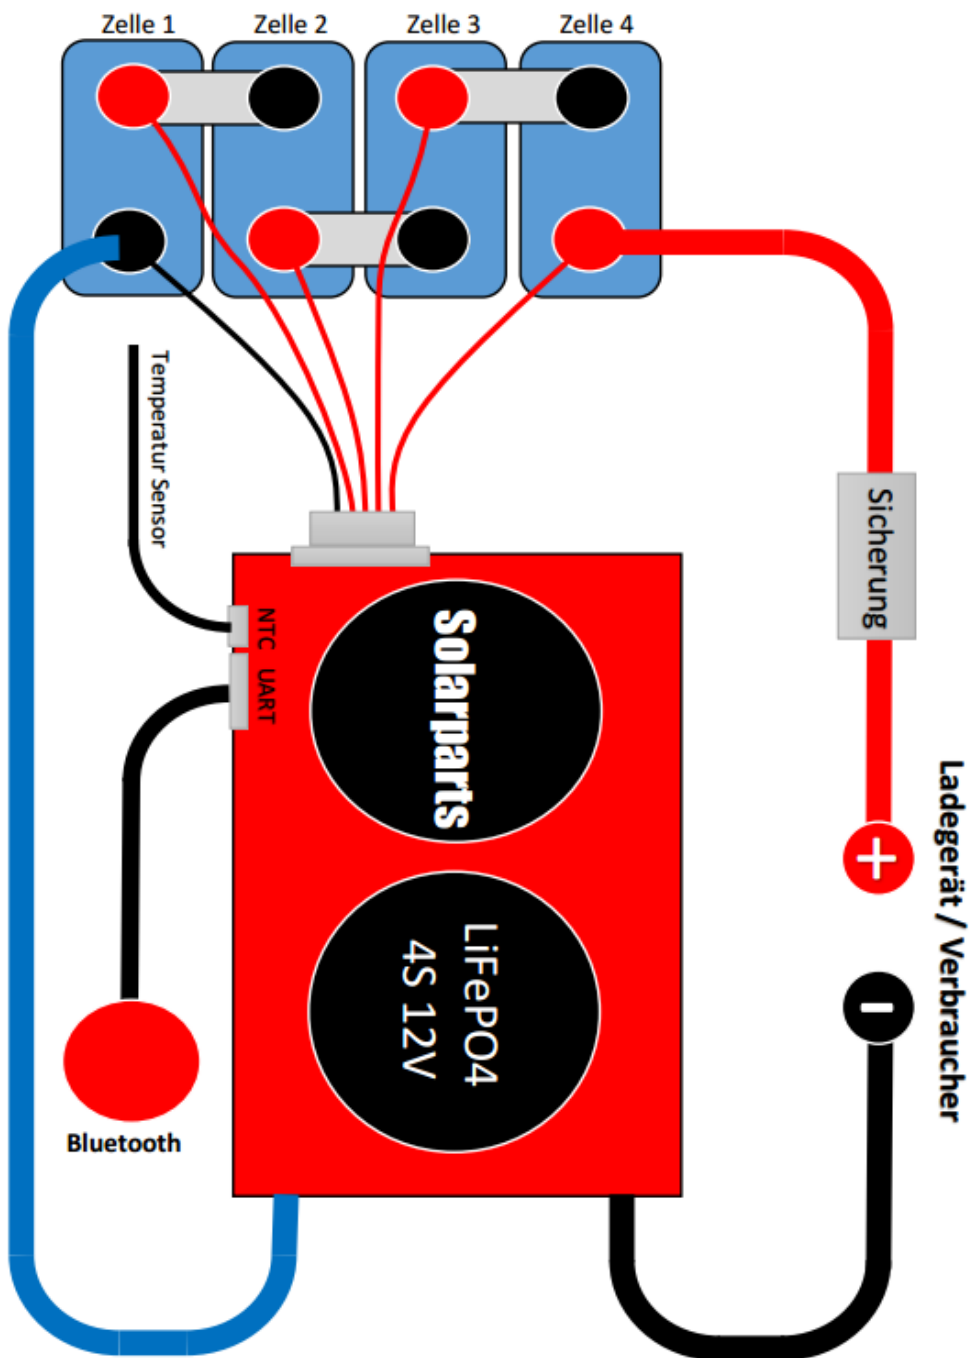 Zelle 1
Zelle 2
Zelle 3
Zelle 4
Temperatur Sensor
Sicherung
NTC
UART
Solarparts
LiFePO4
4S 12V
Ladegerät / Verbraucher
+
-
Bluetooth